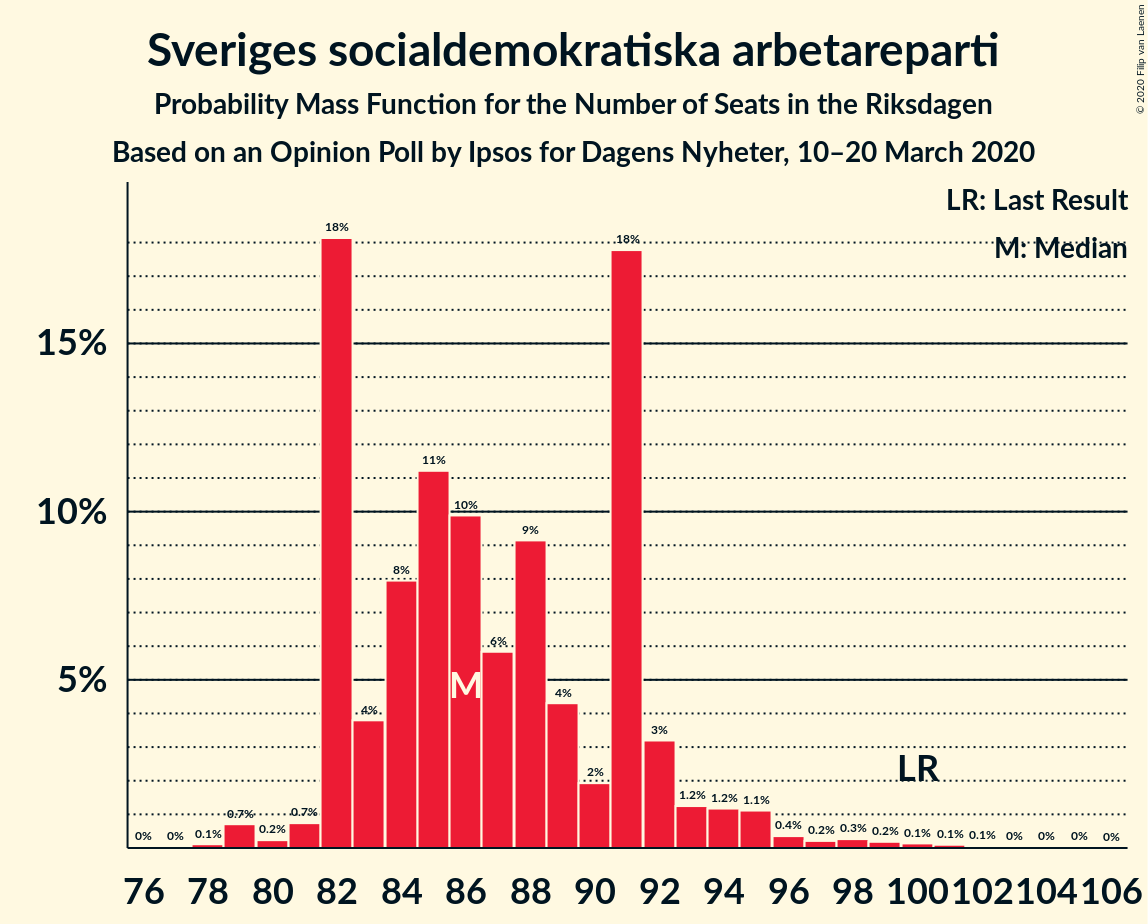 Sveriges socialdemokratiska arbetareparti
Probability Mass Function for the Number of Seats in the Riksdagen
Based on an Opinion Poll by Ipsos for Dagens Nyheter, 10–20 March 2020
© 2020 Filip van Laenen
LR: Last Result
M: Median
15%
10%
5%
0% 0% 0.1% 0.7% 0.2% 0.7% 18% 4% 8% 11% 10% 6% 9% 4% 2% 18% 3% 1.2% 1.2% 1.1% 0.4% 0.2% 0.3% 0.2% 0.1% 0.1% 0.1% 0% 0% 0% 0%
M
LR
76 78 80 82 84 86 88 90 92 94 96 98 100 102 104 106